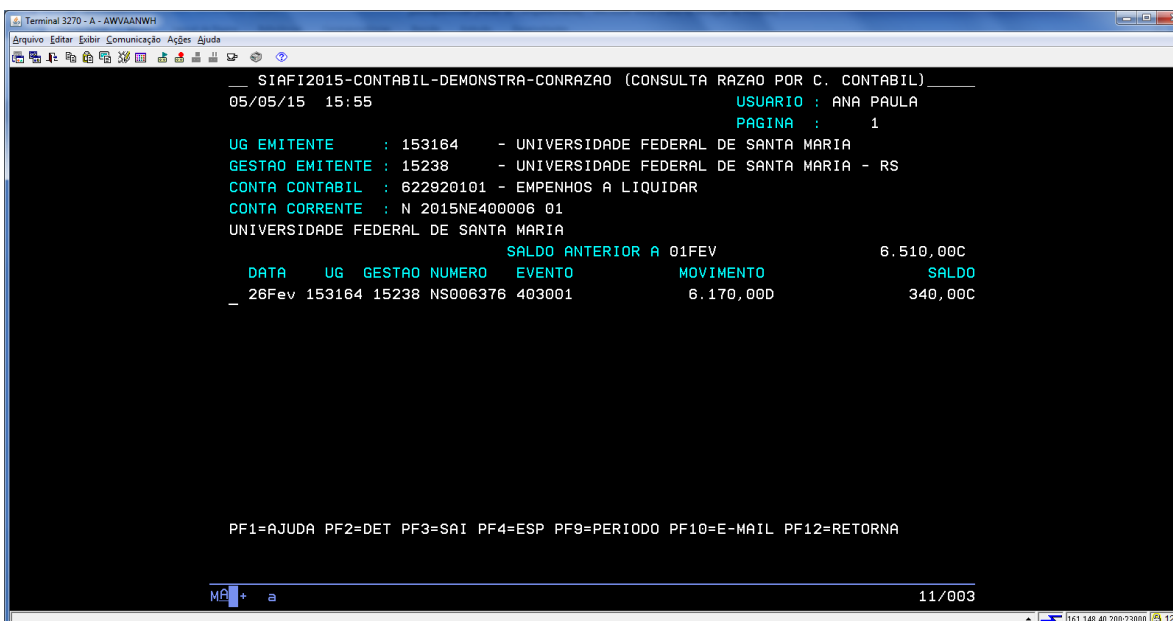 Terminal 3270 - A - AWVAANWH
Arquivo Editar Exibir Comunicação Ações Ajuda
__ SIAFI2015-CONTABIL-DEMONSTRA-CONRAZAO (CONSULTA RAZAO POR C. CONTABIL)_____
05/05/15 15:55 USUARIO : ANA PAULA
PAGINA : 1
UG EMITENTE : 153164 - UNIVERSIDADE FEDERAL DE SANTA MARIA
GESTAO EMITENTE : 15238 - UNIVERSIDADE FEDERAL DE SANTA MARIA - RS
CONTA CONTABIL : 622920101 - EMPENHOS A LIQUIDAR
CONTA CORRENTE : N 2015NE400006 01
UNIVERSIDADE FEDERAL DE SANTA MARIA
SALDO ANTERIOR A 01FEV 6.510,00C
DATA UG GESTAO NUMERO EVENTO MOVIMENTO SALDO
_ 26Fev 153164 15238 NS006376 403001 6.170,00D 340,00C
PF1=AJUDA PF2=DET PF3=SAI PF4=ESP PF9=PERIODO PF10=E-MAIL PF12=RETORNA
MA + a 11/003
161.148.40.200:23000